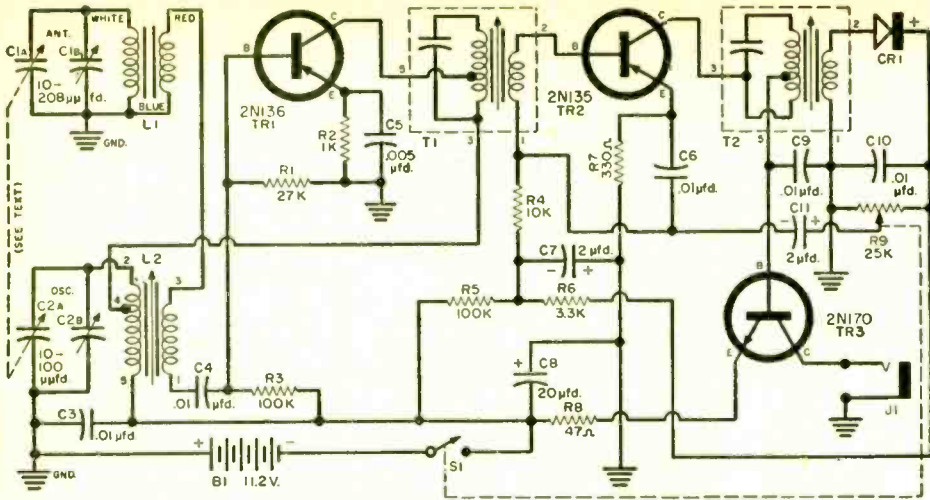 WHITE RED
ANT.
C1A C1B
10-
208µµfd.
BLUE
L1
GND.
(SEE TEXT)
B C E
2N136
TR1
R2
1K
C5
.005
µfd.
R1
27K
5
T1
3
2
1
B C E
2N135
TR2
R7
330Ω
C6
.01µfd.
3
T2
5
2
1
CR1 +
C9
.01µfd.
C10
.01
µfd.
C11
- +
2µfd.
R9
25K
R4
10K
C7 2µfd.
- +
R5
100K
R6
3.3K
OSC.
C2A C2B
10-
100
µµfd.
2 L2 3
4
5 1
C4
.01 µfd.
R3
100K
C3
.01µfd.
+ C8
20µfd.
R8
47Ω
B
2N170
TR3
E C
J1
GND.
+ -
B1 11.2V.
S1